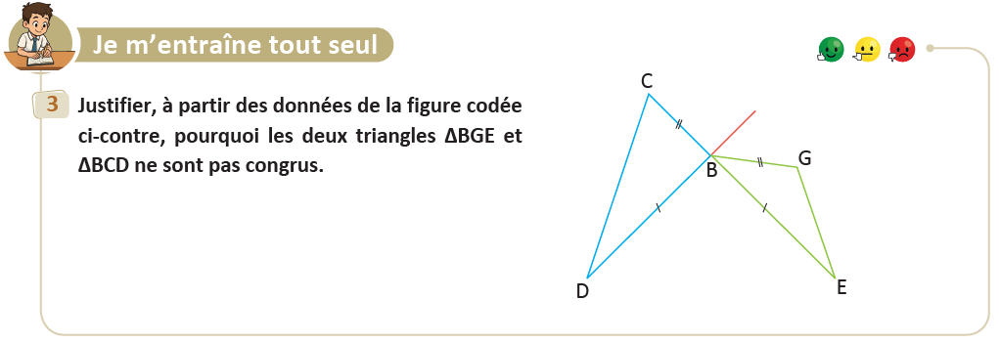 Je m’entraîne tout seul
3 Justifier, à partir des données de la figure codée
ci-contre, pourquoi les deux triangles ΔBGE et
ΔBCD ne sont pas congrus.
C
B
G
D
E